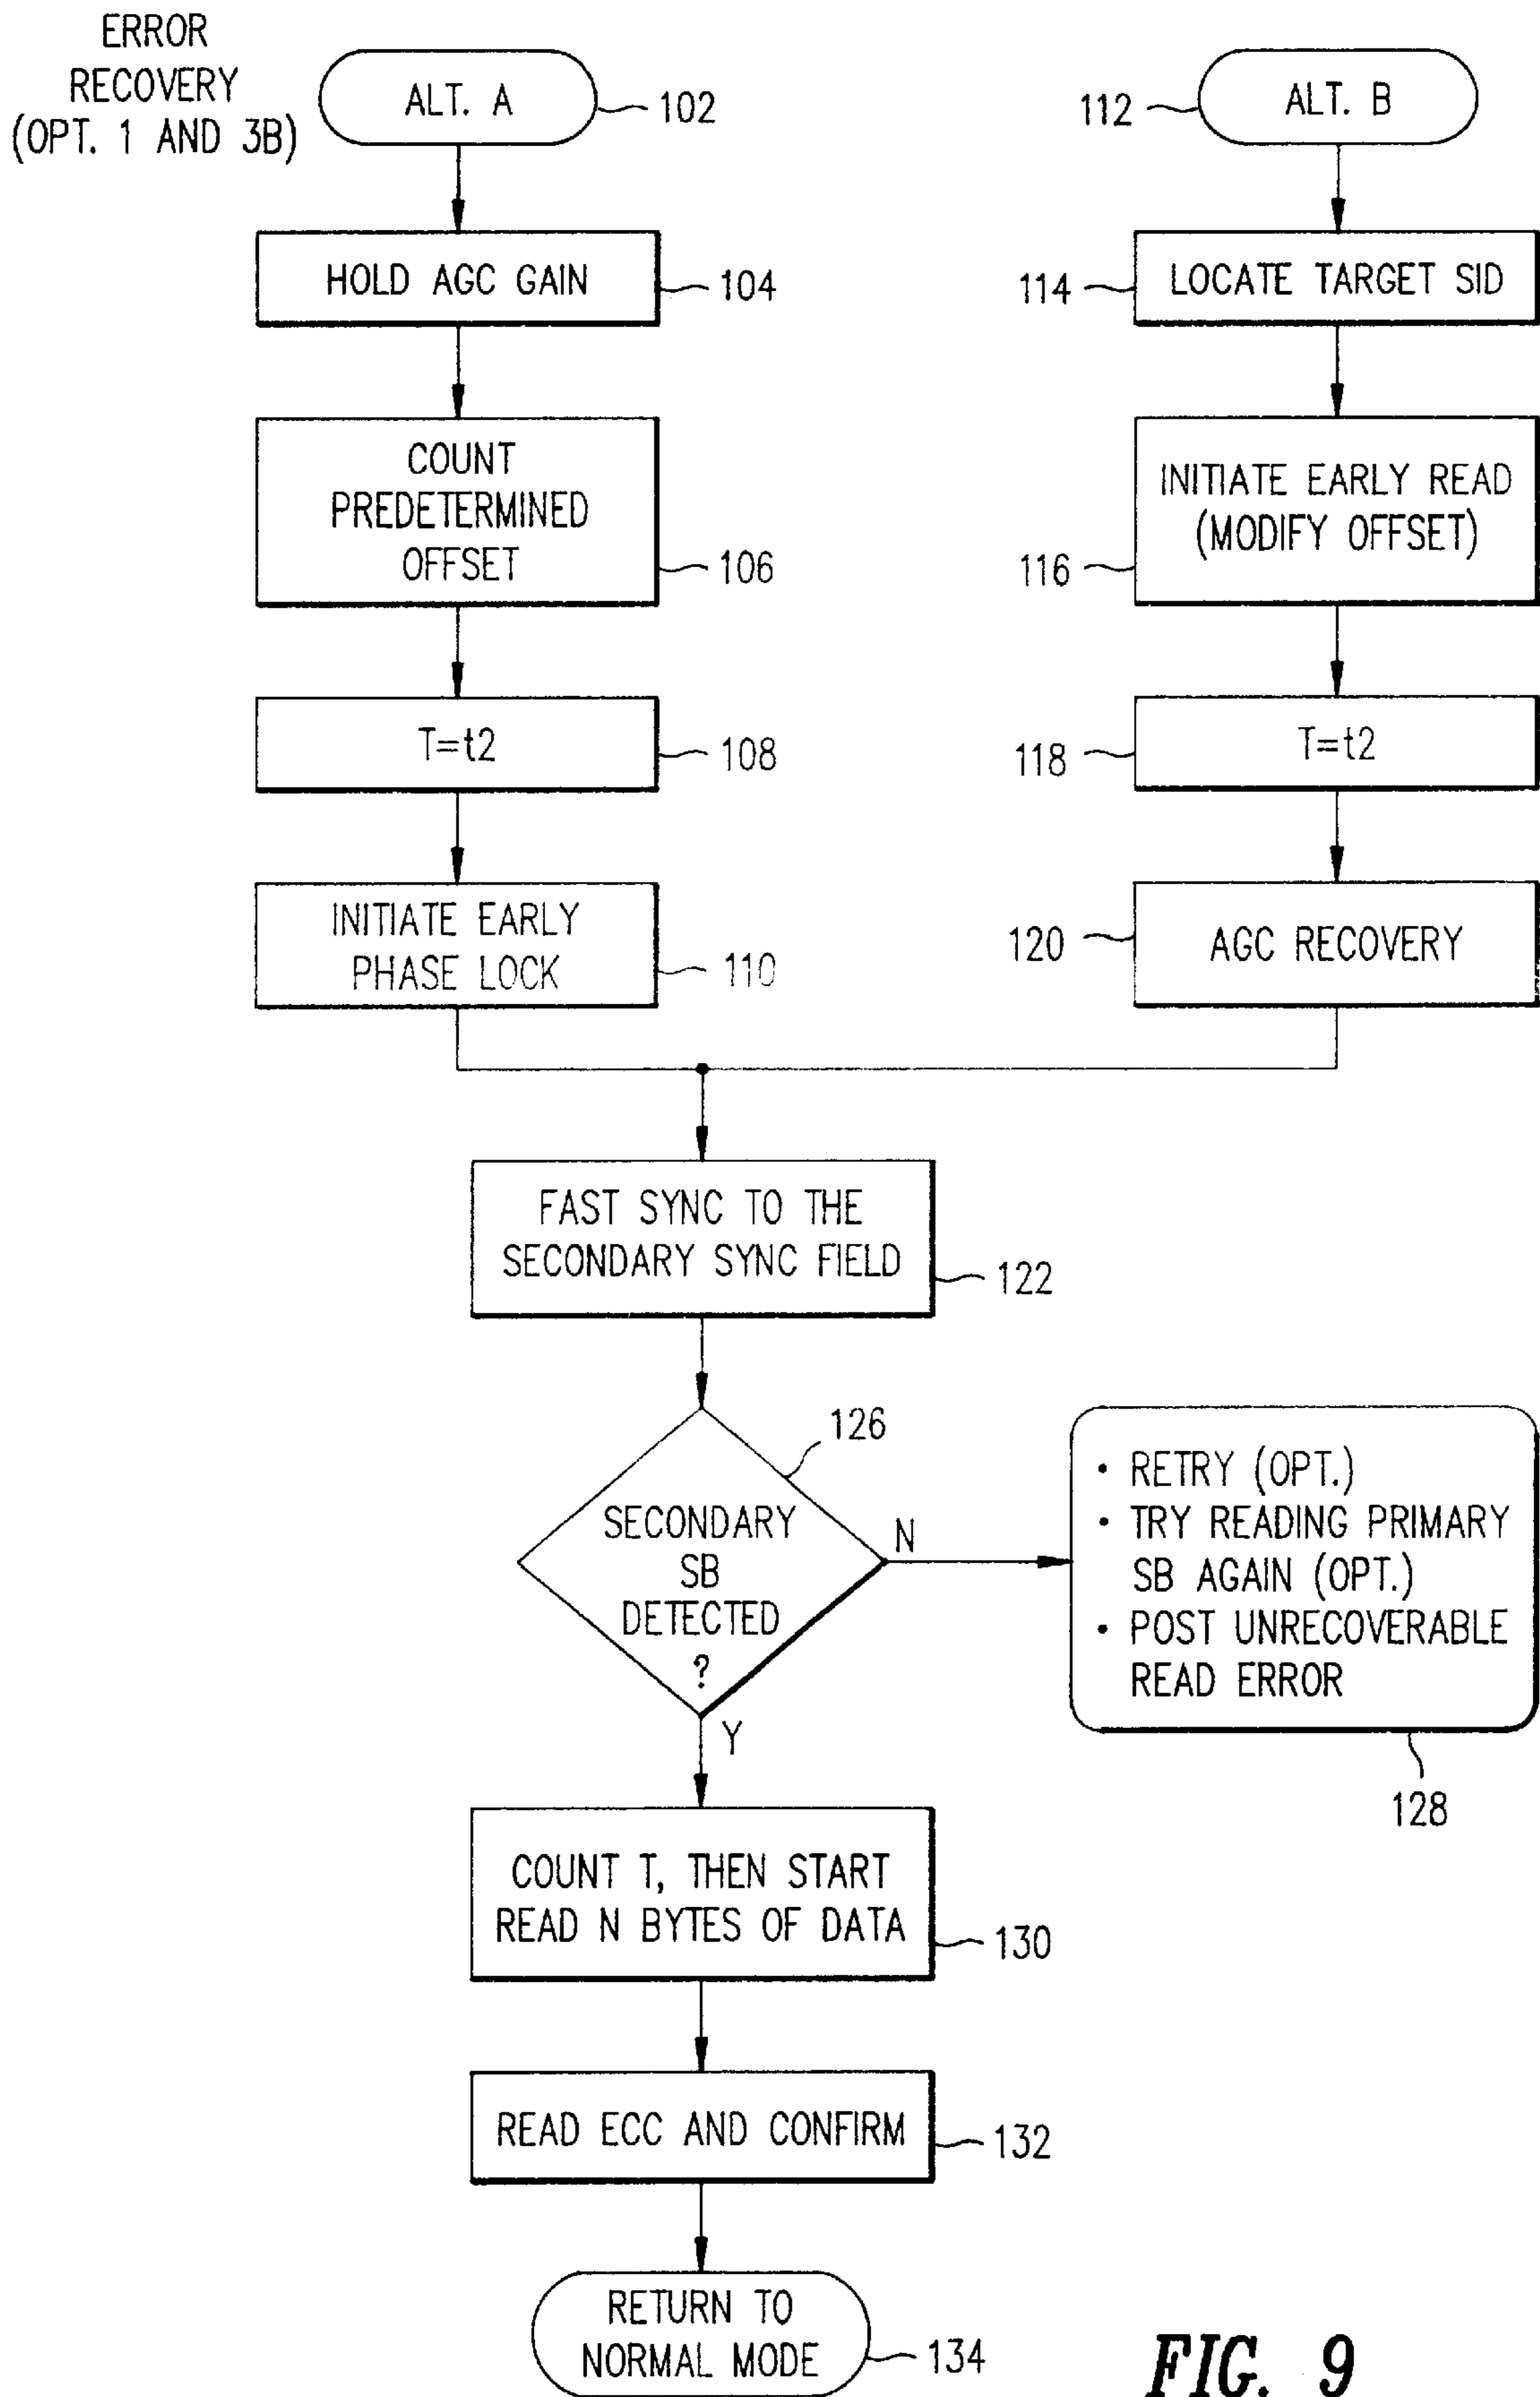 ERROR
RECOVERY
(OPT. 1 AND 3B)
ALT. A
102
112
ALT. B
HOLD AGC GAIN
104
114
LOCATE TARGET SID
COUNT
PREDETERMINED
OFFSET
106
116
INITIATE EARLY READ
(MODIFY OFFSET)
T=t2
108
118
T=t2
INITIATE EARLY
PHASE LOCK
110
120
AGC RECOVERY
FAST SYNC TO THE
SECONDARY SYNC FIELD
122
126
SECONDARY
SB
DETECTED
?
N
Y
• RETRY (OPT.)
• TRY READING PRIMARY
SB AGAIN (OPT.)
• POST UNRECOVERABLE
READ ERROR
128
COUNT T, THEN START
READ N BYTES OF DATA
130
READ ECC AND CONFIRM
132
RETURN TO
NORMAL MODE
134
FIG. 9